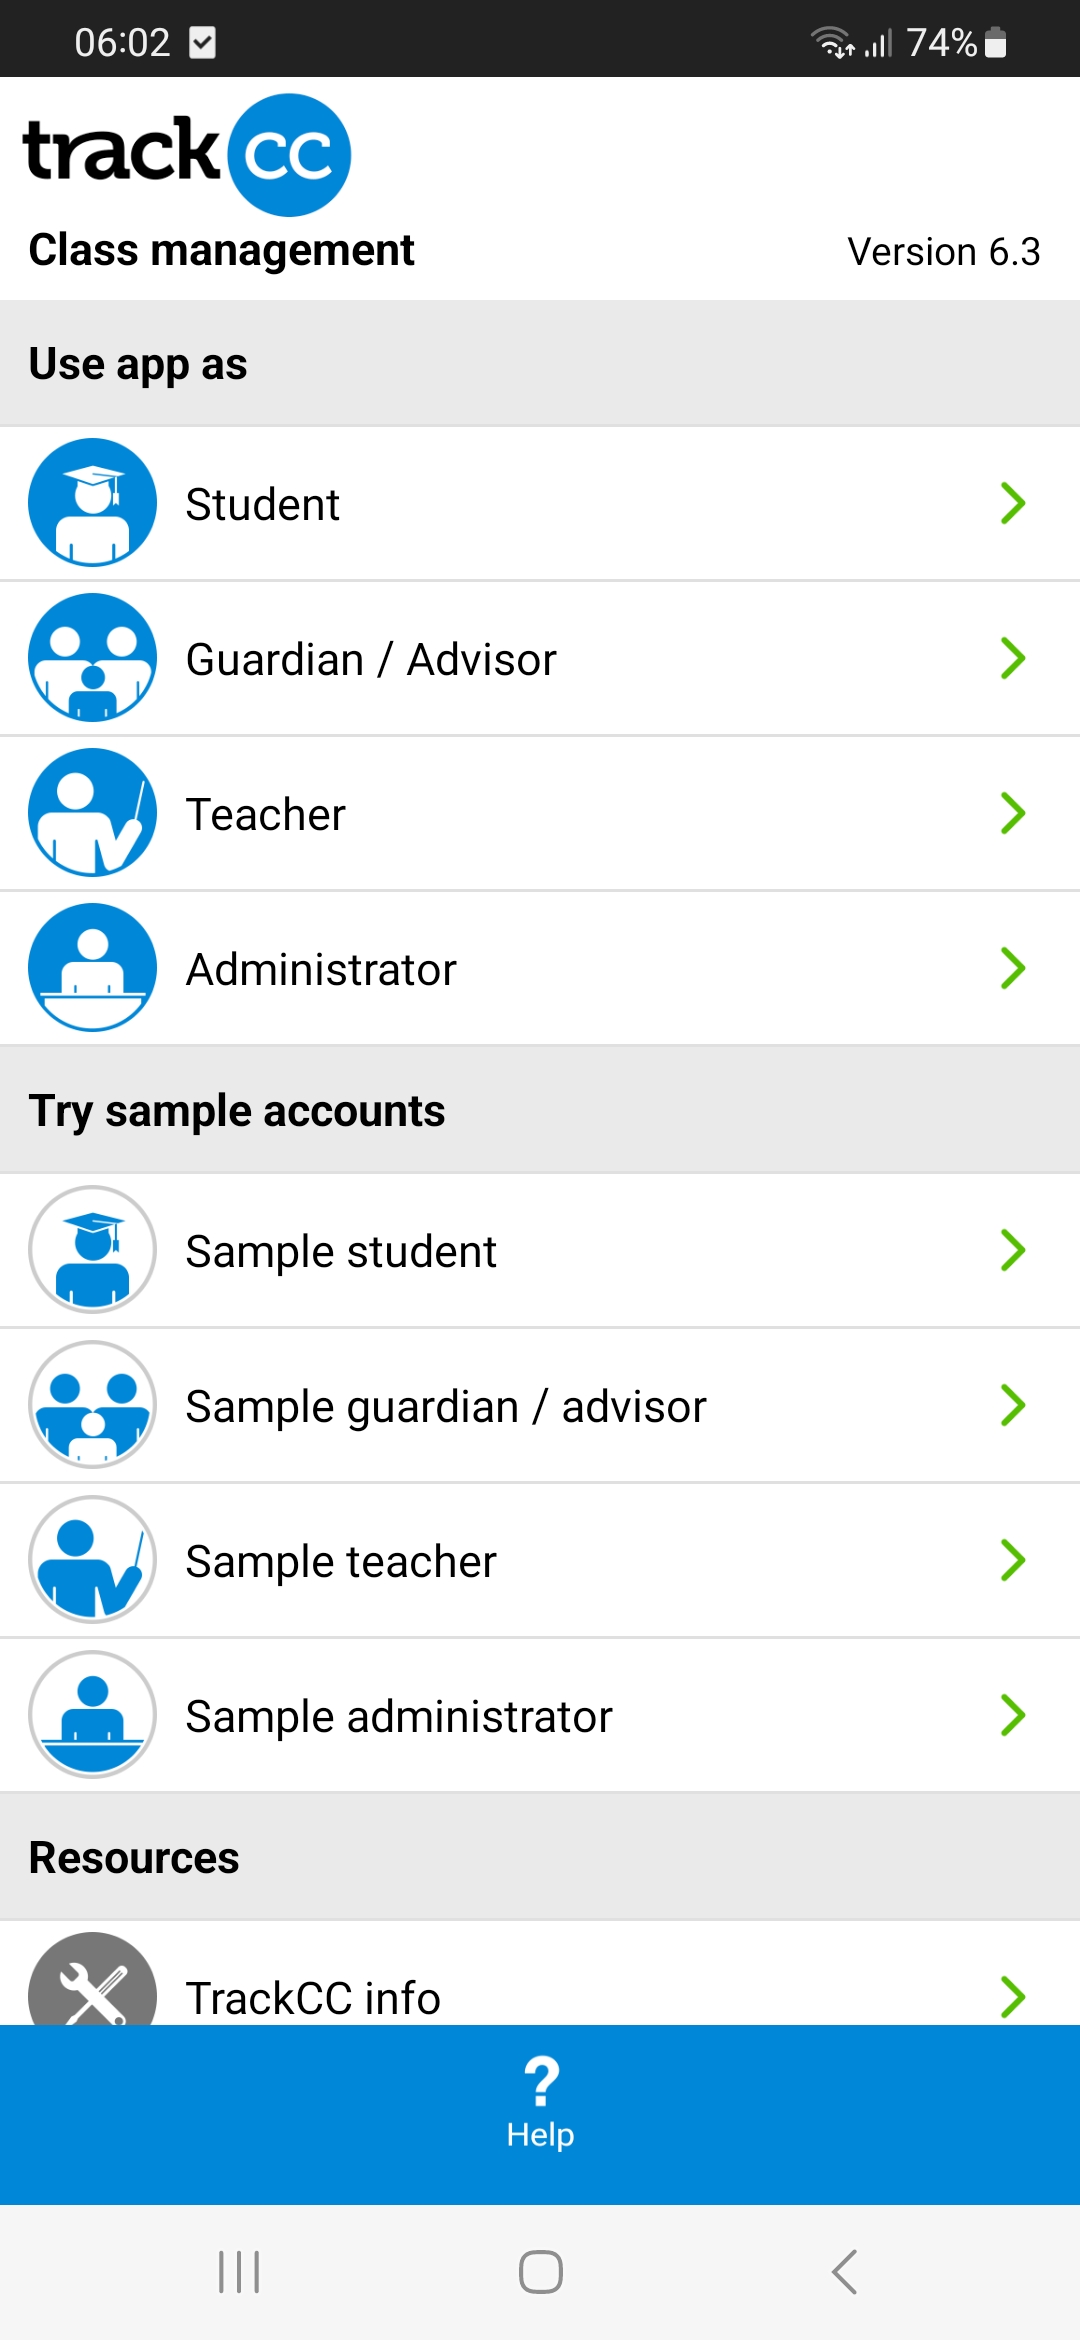 06:02
74%
track cc
Class management
Version 6.3
Use app as
Student
Guardian / Advisor
Teacher
Administrator
Try sample accounts
Sample student
Sample guardian / advisor
Sample teacher
Sample administrator
Resources
TrackCC info
?
Help